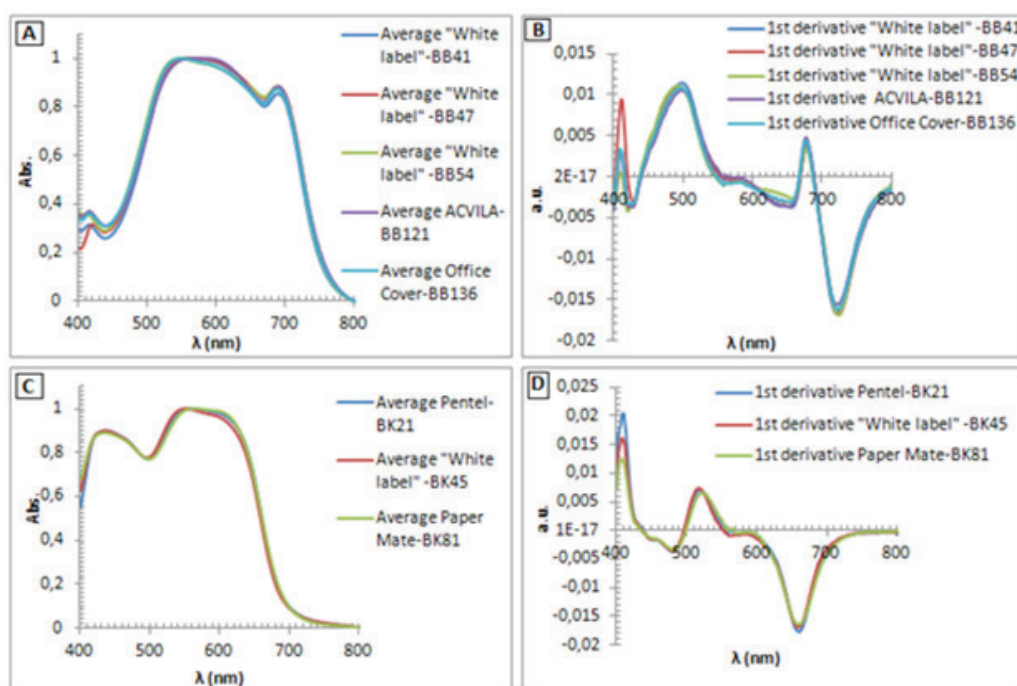 A
Abs.
1
0,8
0,6
0,4
0,2
0
400 500 600 700 800
λ (nm)
Average "White
label"-BB41
Average "White
label" -BB47
Average "White
label" -BB54
Average ACVILA-
BB121
Average Office
Cover-BB136
B
a.u.
0,015
0,01
0,005
2E-17
-0,005
-0,01
-0,015
-0,02
400 500 600 700 800
λ (nm)
1st derivative "White label" -BB41
1st derivative "White label" -BB47
1st derivative "White label" -BB54
1st derivative ACVILA-BB121
1st derivative Office Cover-BB136
C
Abs.
1
0,8
0,6
0,4
0,2
0
400 500 600 700 800
λ (nm)
Average Pentel-
BK21
Average "White
label" -BK45
Average Paper
Mate-BK81
D
a.u.
0,025
0,02
0,015
0,01
0,005
1E-17
-0,005
-0,01
-0,015
-0,02
400 500 600 700 800
λ (nm)
1st derivative Pentel-BK21
1st derivative "White label" -BK45
1st derivative Paper Mate-BK81